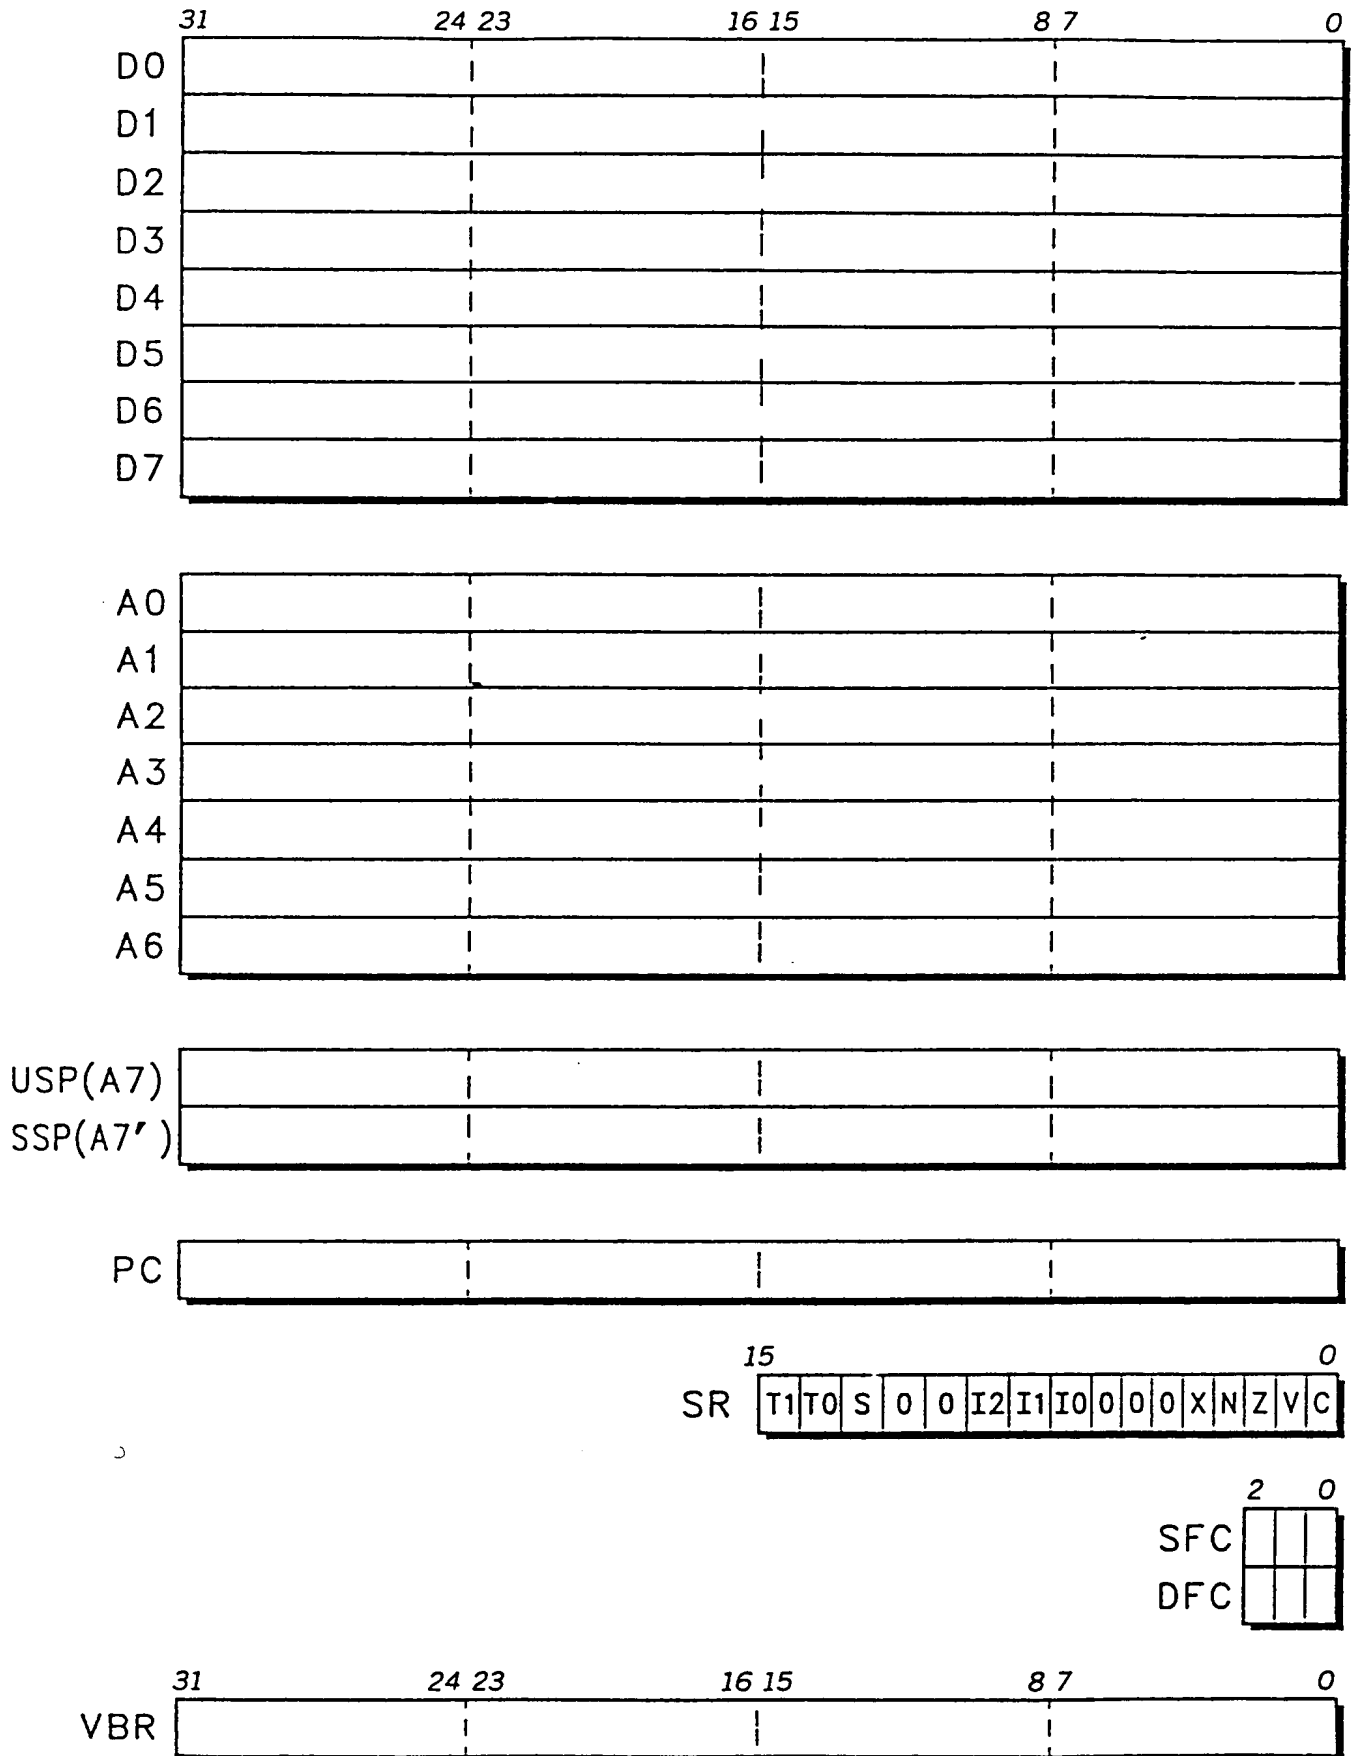 31 24 23 16 15 8 7 0
D0
D1
D2
D3
D4
D5
D6
D7
A0
A1
A2
A3
A4
A5
A6
USP(A7)
SSP(A7′)
PC
15 0
SR T1 T0 S 0 0 I2 I1 I0 0 0 0 X N Z V C
2 0
SFC
DFC
31 24 23 16 15 8 7 0
VBR